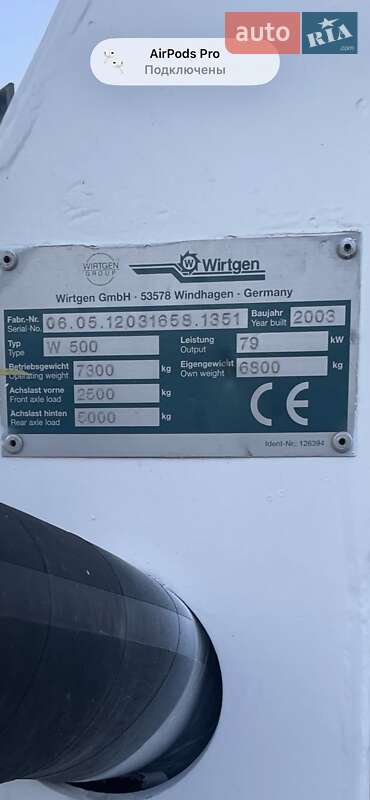 AirPods Pro
Подключены
auto RIA .com
WIRTGEN GROUP
W Wirtgen
Wirtgen GmbH · 53578 Windhagen · Germany
Fabr.-Nr. Serial-No. 06.05.12031658.1351 Baujahr Year built 2003
Typ Type W 500 Leistung Output 79 kW
Betriebsgewicht Operating weight 7300 kg Eigengewicht Own weight 6800 kg
Achslast vorne Front axle load 2500 kg
Achslast hinten Rear axle load 5000 kg
CE
Ident-Nr.: 126394